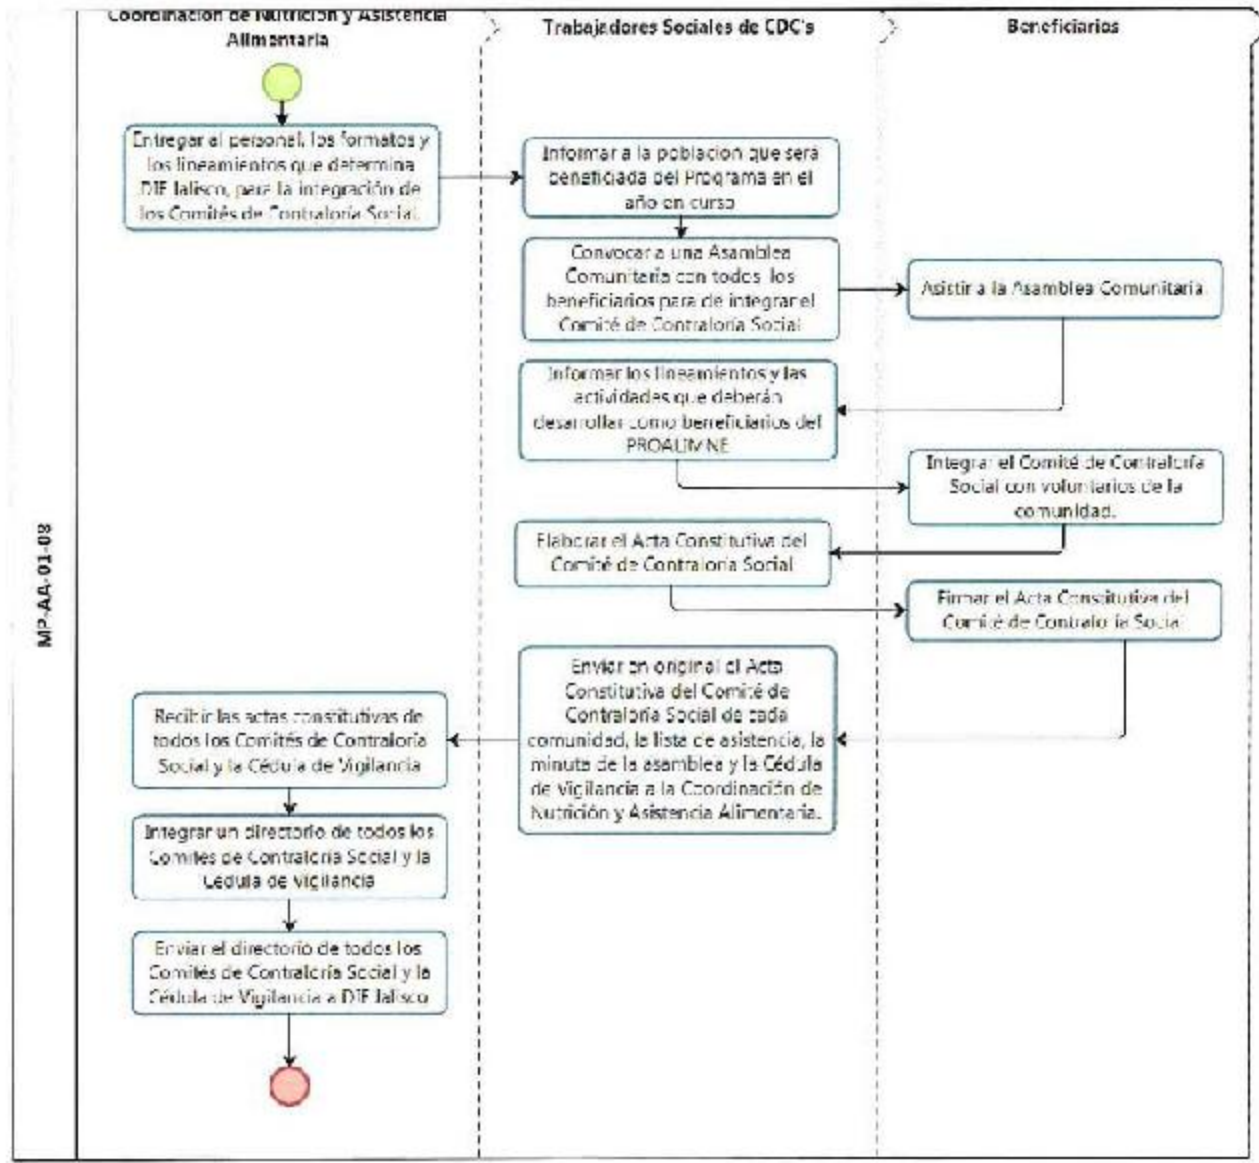 Coordinación de Nutrición y Asistencia
Alimentaria
Trabajadores Sociales de CDC's
Beneficiarios
MP-AA-01-08
Entregar al personal, los formatos y
los lineamientos que determina
DIF Jalisco, para la integración de
los Comités de Contraloría Social.
Informar a la población que será
beneficiada del Programa en el
año en curso
Convocar a una Asamblea
Comunitaria con todos los
beneficiarios para de integrar el
Comité de Contraloría Social
Asistir a la Asamblea Comunitaria.
Informar los lineamientos y las
actividades que deberán
desarrollar como beneficiarios del
PROALIMNE
Integrar el Comité de Contraloría
Social con voluntarios de la
comunidad.
Elaborar el Acta Constitutiva del
Comité de Contraloría Social
Firmar el Acta Constitutiva del
Comité de Contraloría Social
Enviar en original el Acta
Constitutiva del Comité de
Contraloría Social de cada
comunidad, la lista de asistencia, la
minuta de la asamblea y la Cédula
de Vigilancia a la Coordinación de
Nutrición y Asistencia Alimentaria.
Recibir las actas constitutivas de
todos los Comités de Contraloría
Social y la Cédula de Vigilancia
Integrar un directorio de todos los
Comités de Contraloría Social y la
Cédula de Vigilancia
Enviar el directorio de todos los
Comités de Contraloría Social y la
Cédula de Vigilancia a DIF Jalisco